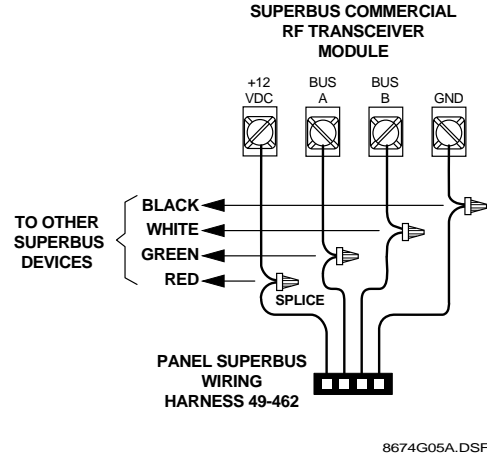 SUPERBUS COMMERCIAL
RF TRANSCEIVER
MODULE
+12
VDC
BUS
A
BUS
B
GND
BLACK
WHITE
GREEN
RED
TO OTHER
SUPERBUS
DEVICES
SPLICE
PANEL SUPERBUS
WIRING
HARNESS 49-462
8674G05A.DSF